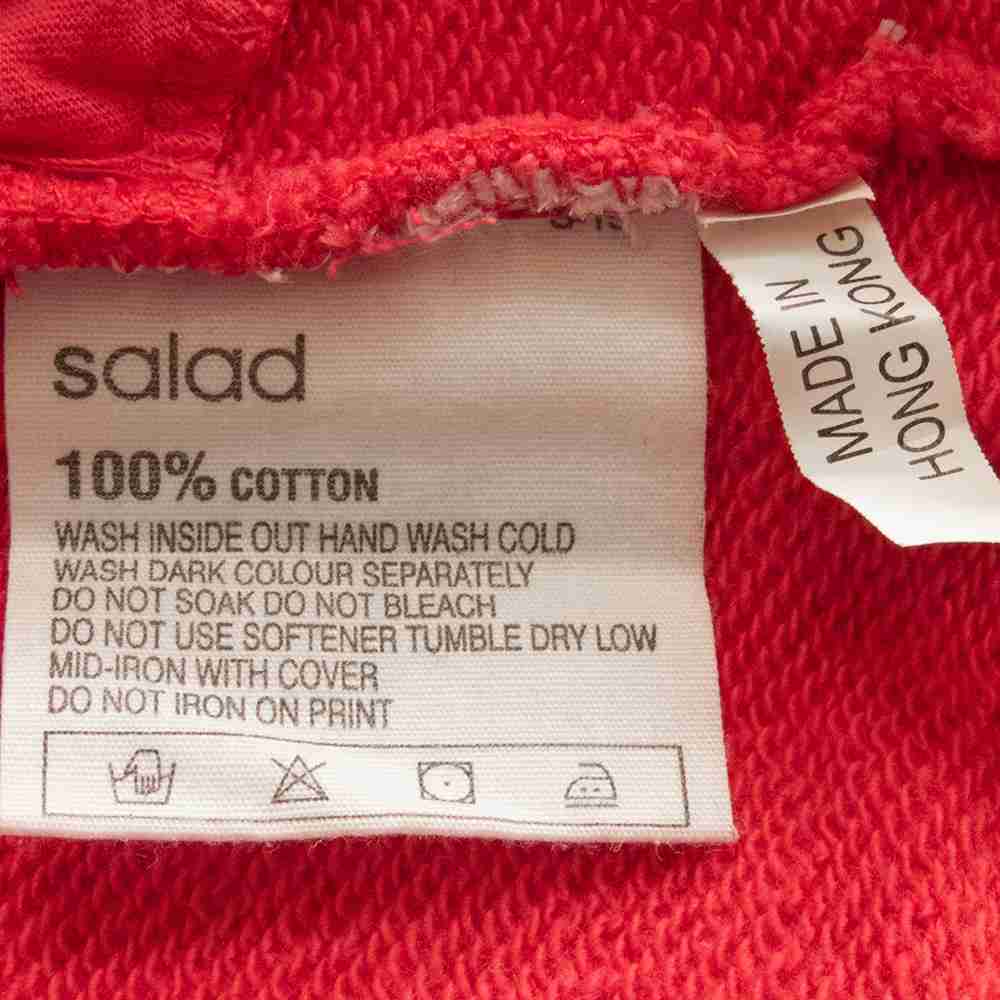 salad
100% COTTON
WASH INSIDE OUT HAND WASH COLD
WASH DARK COLOUR SEPARATELY
DO NOT SOAK DO NOT BLEACH
DO NOT USE SOFTENER TUMBLE DRY LOW
MID-IRON WITH COVER
DO NOT IRON ON PRINT
MADE IN
HONG KONG